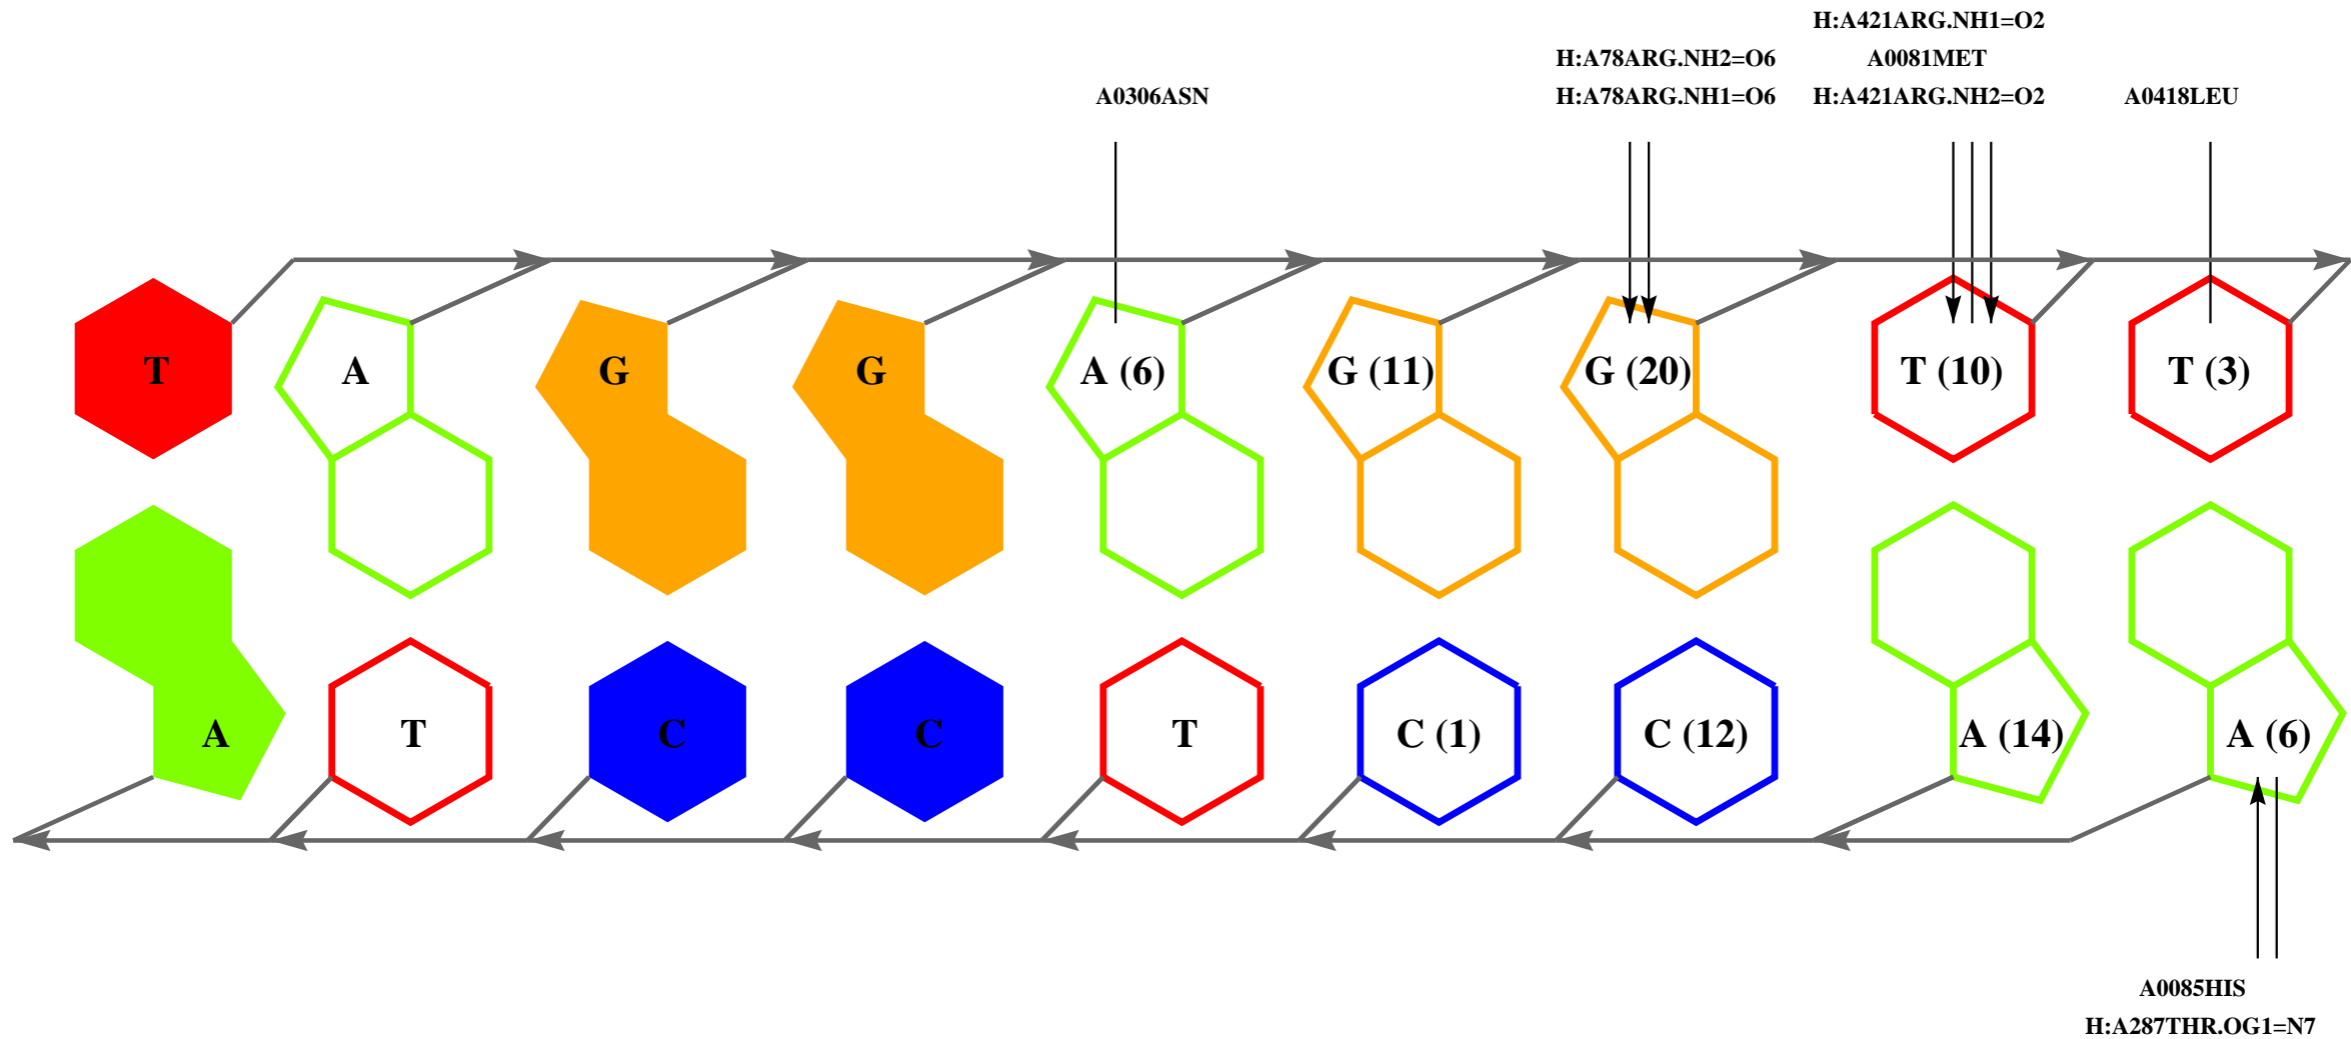 H:A421ARG.NH1=O2
H:A78ARG.NH2=O6 A0081MET
A0306ASN H:A78ARG.NH1=O6 H:A421ARG.NH2=O2 A0418LEU
T A G G A (6) G (11) G (20) T (10) T (3)
A T C C T C (1) C (12) A (14) A (6)
A0085HIS
H:A287THR.OG1=N7